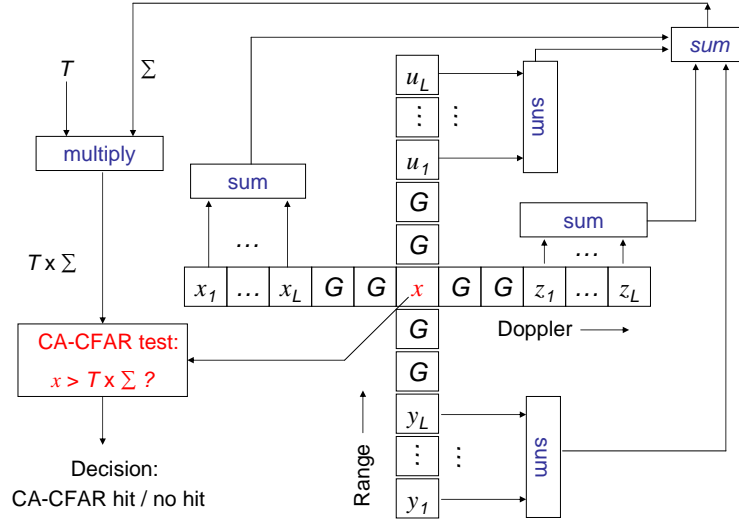 sum
T
Σ
u_L
sum
⋮ ⋮
multiply
sum
u_1
G
...
sum
G
...
T x Σ
x_1 ... x_L G G x G G z_1 ... z_L
CA-CFAR test:
x > T x Σ ?
G
Doppler
G
y_L
⋮ ⋮
sum
Range
y_1
Decision:
CA-CFAR hit / no hit